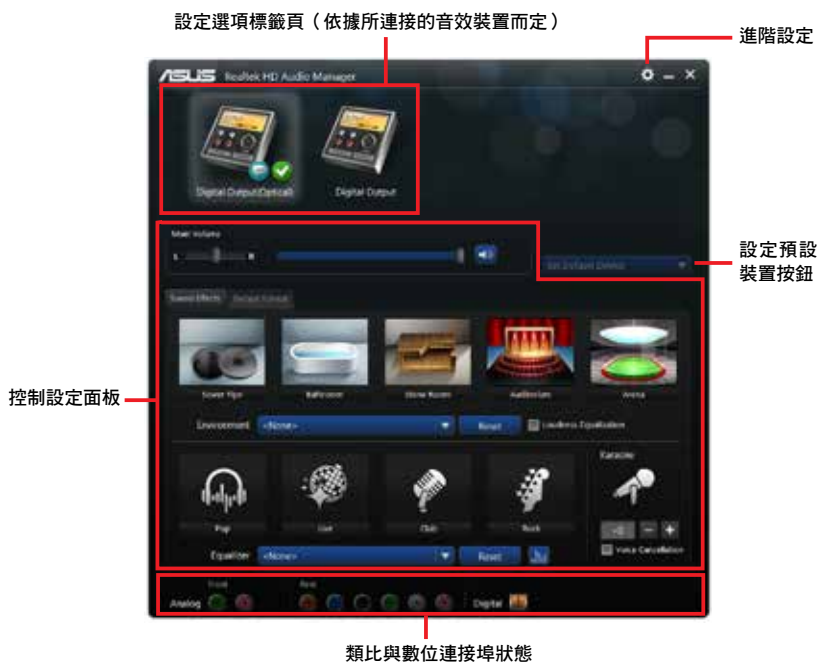 設定選項標籤頁（依據所連接的音效裝置而定）
進階設定
ASUS Realtek HD Audio Manager
Digital Output(Optical)
Digital Output
Main Volume
L
R
Set Default Device
設定預設
裝置按鈕
Sound Effects
Default Format
控制設定面板
Sewer Pipe
Bathroom
Stone Room
Auditorium
Arena
Environment
<None>
Reset
Loudness Equalization
Karaoke
Pop
Live
Club
Rock
Equalizer
<None>
Reset
Voice Cancellation
Front
Rear
Analog
Digital
類比與數位連接埠狀態